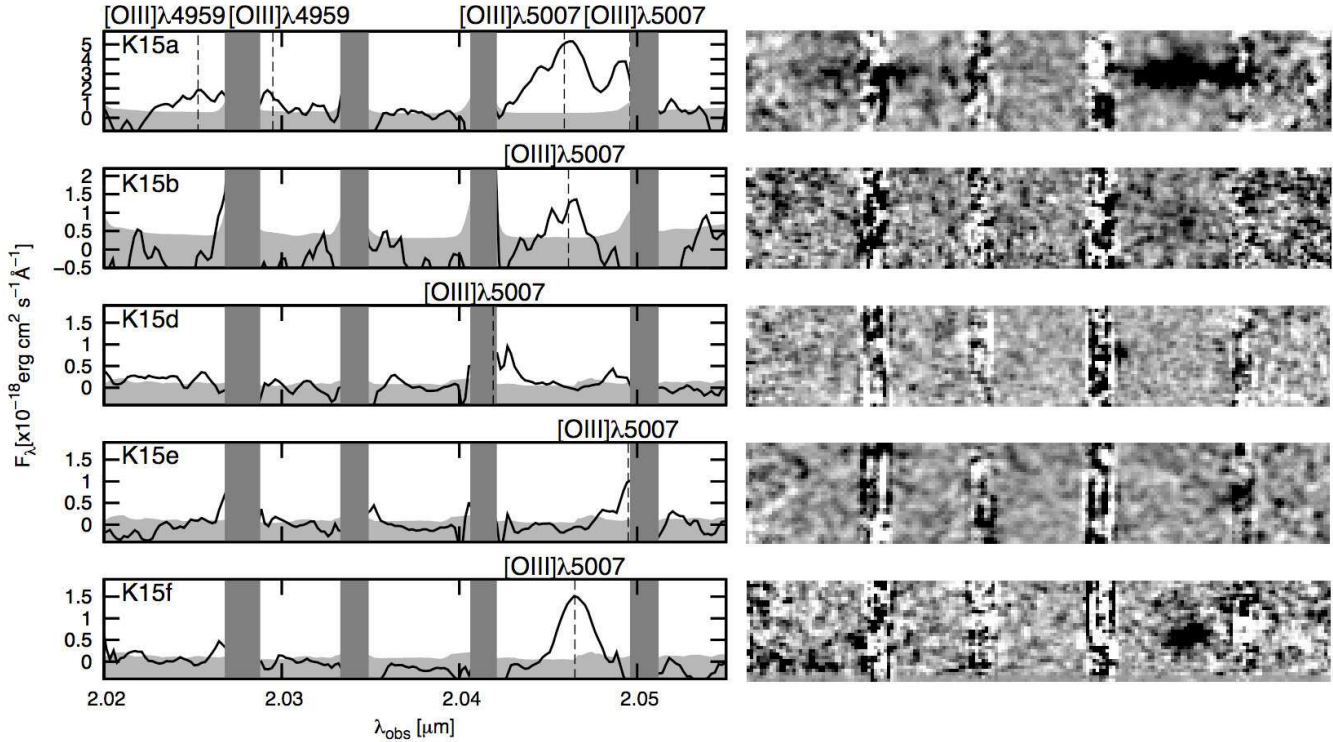 [OIII]λ4959 [OIII]λ4959 [OIII]λ5007 [OIII]λ5007
K15a
5
4
3
2
1
0
[OIII]λ5007
K15b
2
1.5
1
0.5
0
−0.5
[OIII]λ5007
K15d
1.5
1
0.5
0
[OIII]λ5007
K15e
1.5
1
0.5
0
[OIII]λ5007
K15f
1.5
1
0.5
0
2.02 2.03 2.04 2.05
λobs [μm]
Fλ[x10−18erg cm2 s−1Å−1]